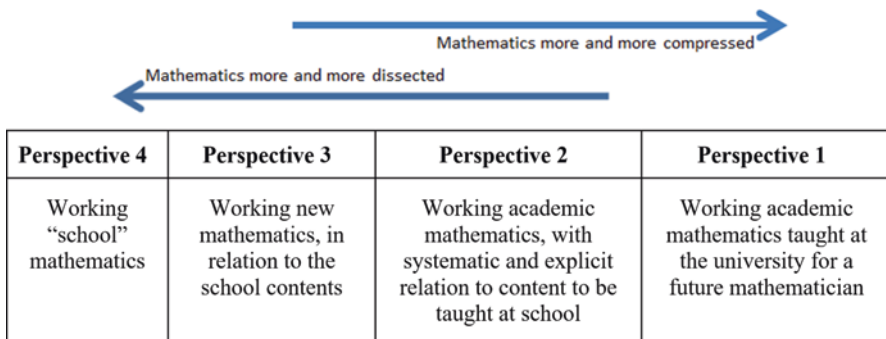 Mathematics more and more compressed
Mathematics more and more dissected
Perspective 4
Perspective 3
Perspective 2
Perspective 1
Working
“school”
mathematics
Working new
mathematics, in
relation to the
school contents
Working academic
mathematics, with
systematic and explicit
relation to content to be
taught at school
Working academic
mathematics taught at
the university for a
future mathematician